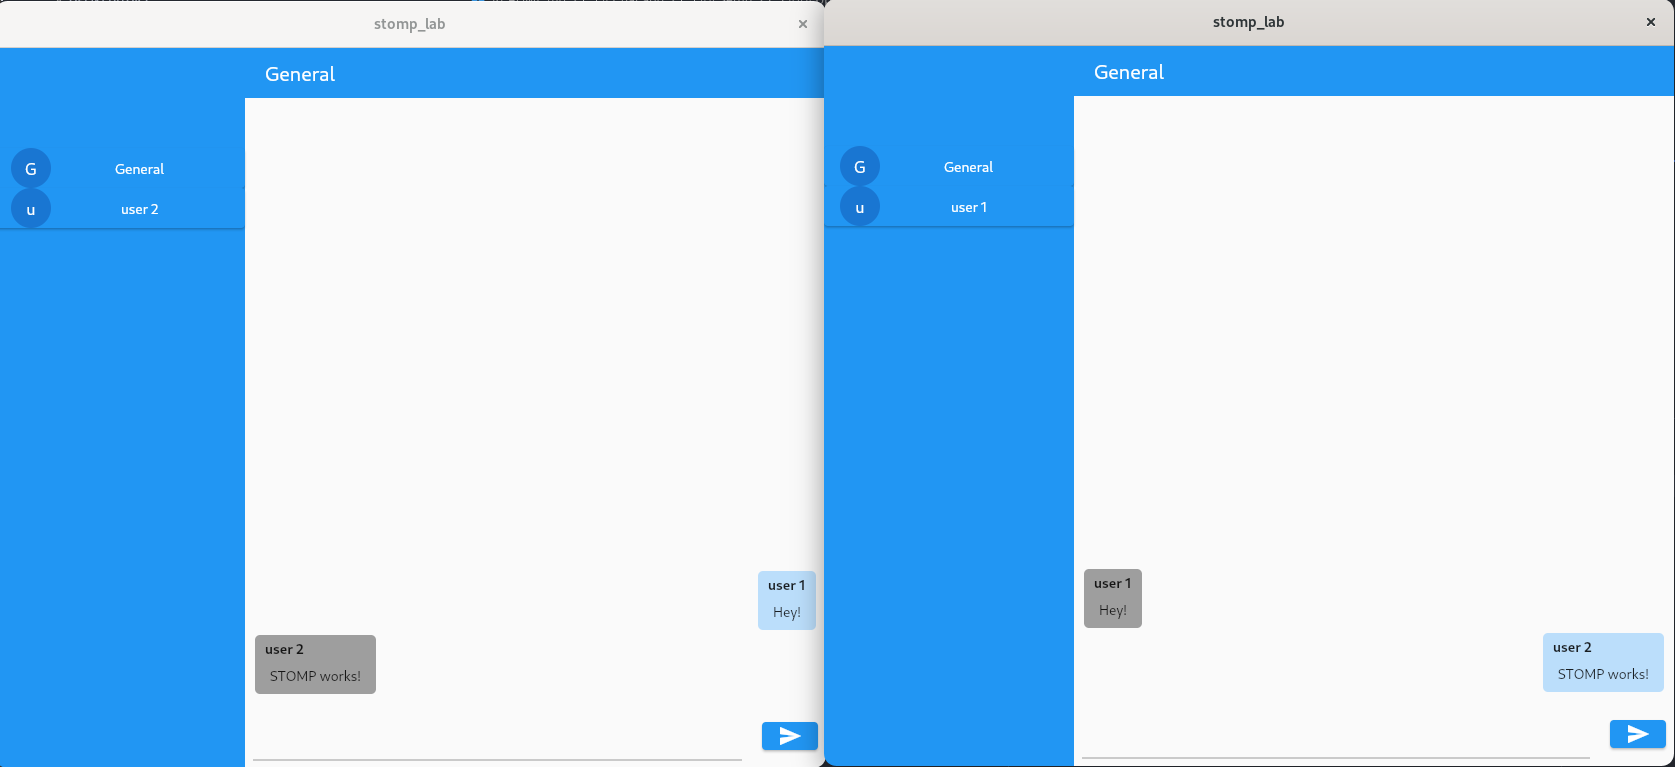 stomp_lab
General
G General
u user 2
user 1
Hey!
user 2
STOMP works!
stomp_lab
General
G General
u user 1
user 1
Hey!
user 2
STOMP works!